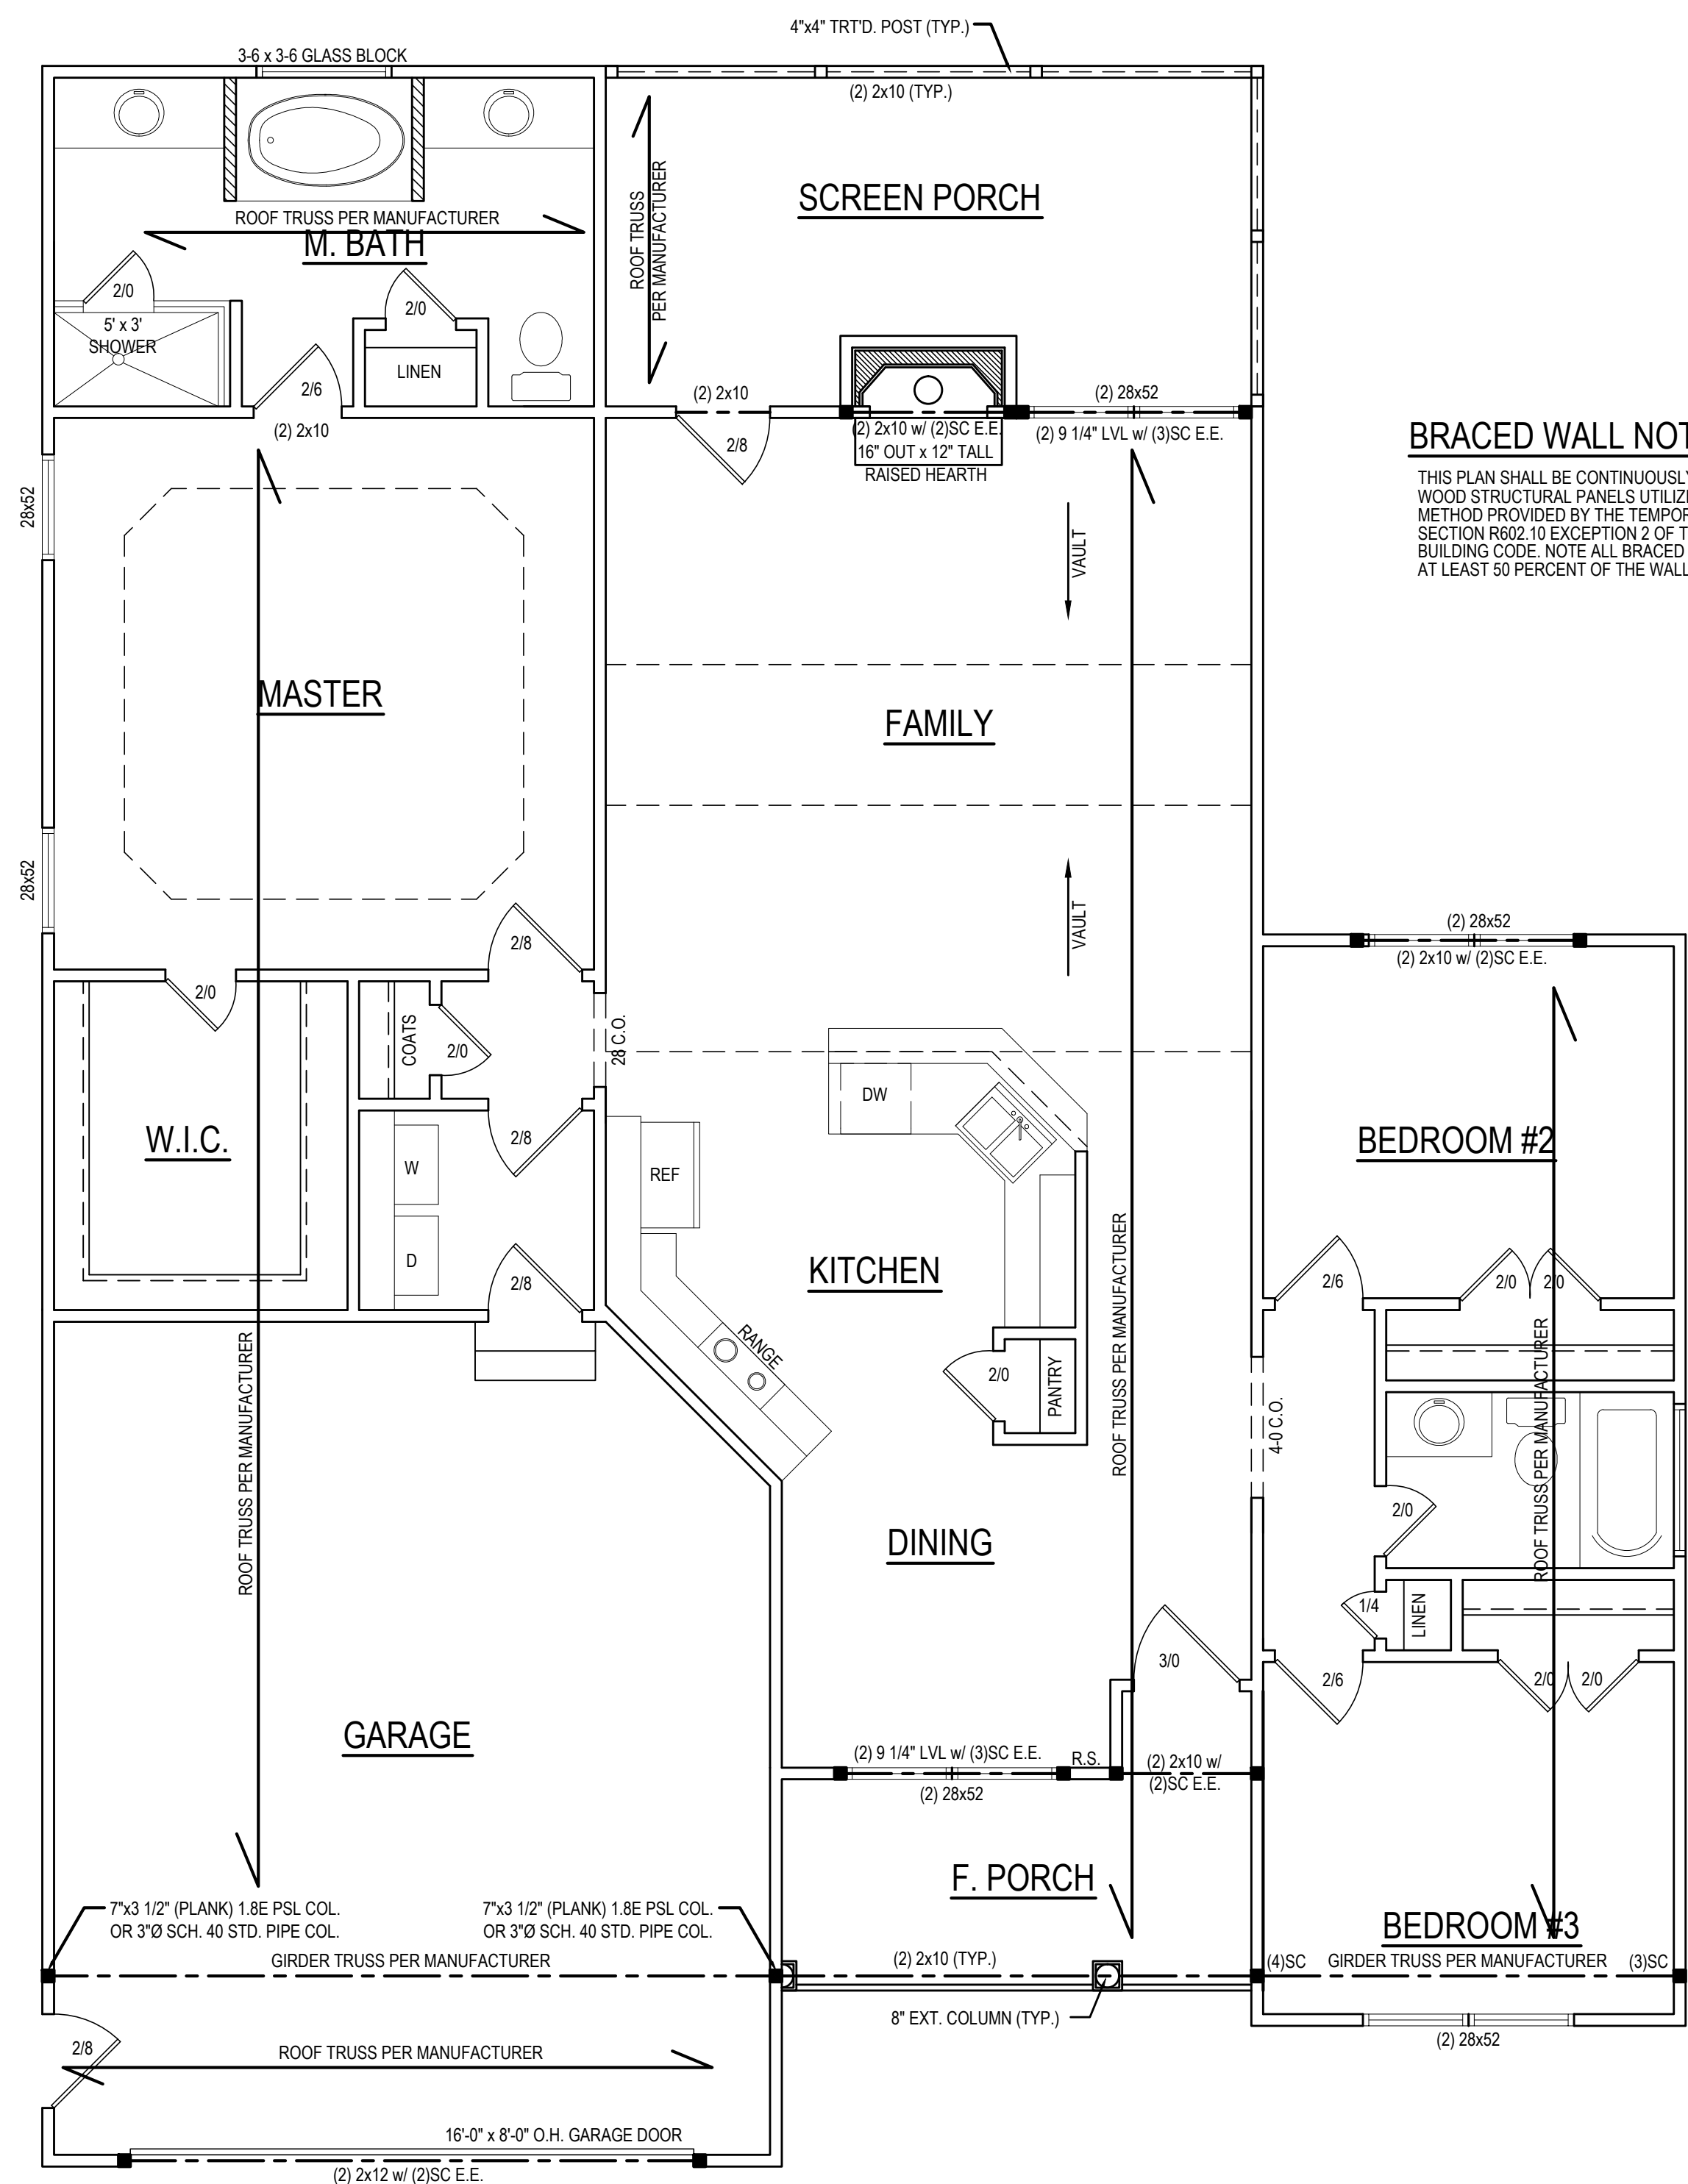 4"x4" TRT'D. POST (TYP.)
3-6 x 3-6 GLASS BLOCK
(2) 2x10 (TYP.)
ROOF TRUSS
PER MANUFACTURER
SCREEN PORCH
ROOF TRUSS PER MANUFACTURER
M. BATH
2/0
5' x 3'
SHOWER
2/0
LINEN
2/6
(2) 2x10
(2) 2x10
2/8
(2) 2x10 w/ (2)SC E.E.
16" OUT x 12" TALL
RAISED HEARTH
(2) 28x52
(2) 9 1/4" LVL w/ (3)SC E.E.
BRACED WALL NOT
THIS PLAN SHALL BE CONTINUOUSLY
WOOD STRUCTURAL PANELS UTILIZE
METHOD PROVIDED BY THE TEMPOR
SECTION R602.10 EXCEPTION 2 OF T
BUILDING CODE. NOTE ALL BRACED
AT LEAST 50 PERCENT OF THE WALL
28x52
VAULT
MASTER
FAMILY
28x52
VAULT
2/8
(2) 28x52
(2) 2x10 w/ (2)SC E.E.
2/0
COATS
2/0
28 C.O.
DW
W.I.C.
2/8
W
REF
BEDROOM #2
D
2/8
KITCHEN
ROOF TRUSS PER MANUFACTURER
2/6
2/0
2/0
RANGE
2/0
PANTRY
ROOF TRUSS PER MANUFACTURER
ROOF TRUSS PER MANUFACTURER
4-0 C.O.
2/0
DINING
1/4
LINEN
3/0
2/6
2/0
2/0
GARAGE
(2) 9 1/4" LVL w/ (3)SC E.E.
R.S.
(2) 2x10 w/
(2)SC E.E.
(2) 28x52
F. PORCH
7"x3 1/2" (PLANK) 1.8E PSL COL.
OR 3"Ø SCH. 40 STD. PIPE COL.
7"x3 1/2" (PLANK) 1.8E PSL COL.
OR 3"Ø SCH. 40 STD. PIPE COL.
BEDROOM #3
GIRDER TRUSS PER MANUFACTURER
(2) 2x10 (TYP.)
(4)SC
GIRDER TRUSS PER MANUFACTURER
(3)SC
8" EXT. COLUMN (TYP.)
2/8
ROOF TRUSS PER MANUFACTURER
(2) 28x52
16'-0" x 8'-0" O.H. GARAGE DOOR
(2) 2x12 w/ (2)SC E.E.